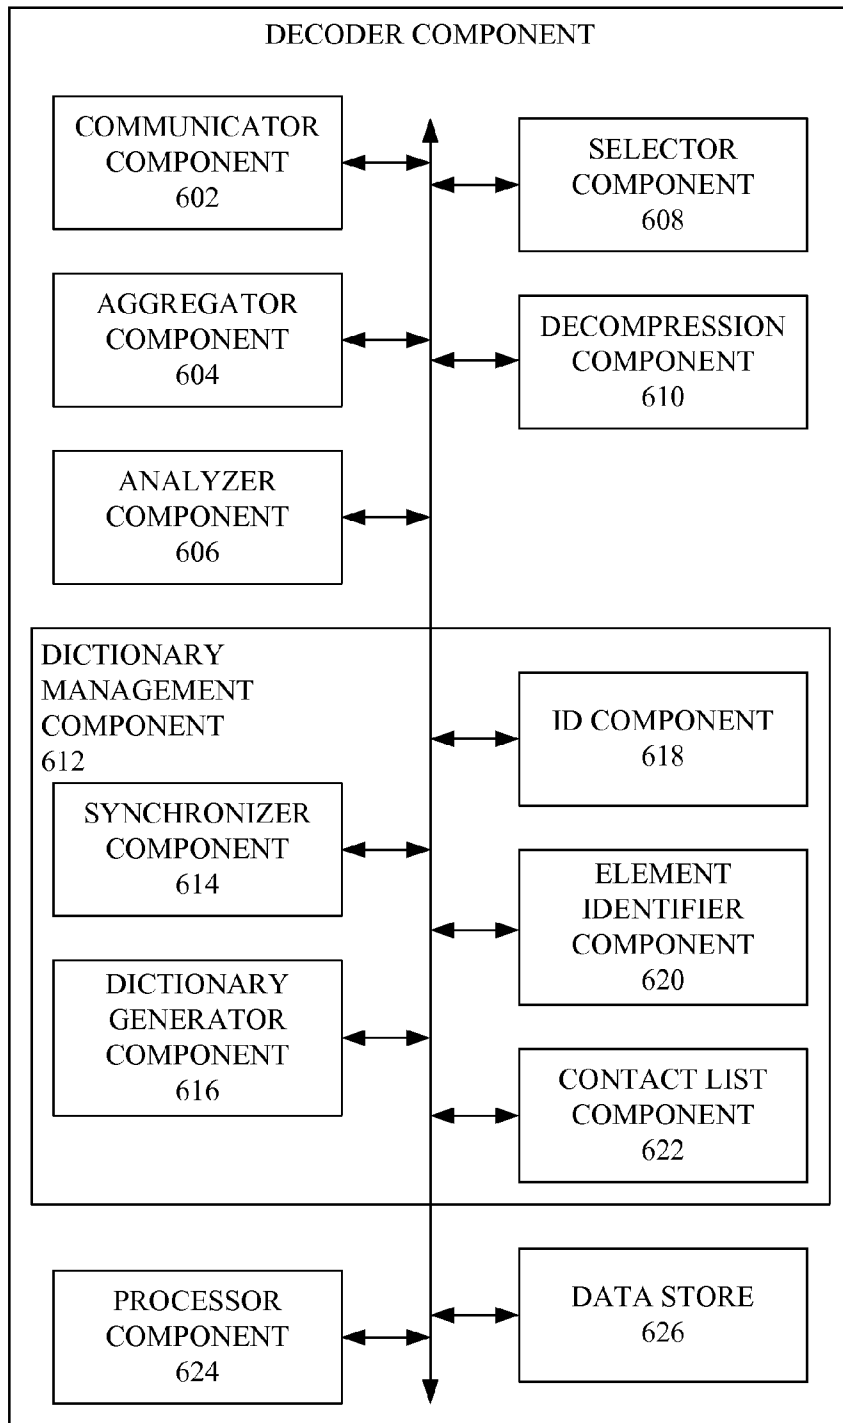 DECODER COMPONENT
COMMUNICATOR
COMPONENT
602
SELECTOR
COMPONENT
608
AGGREGATOR
COMPONENT
604
DECOMPRESSION
COMPONENT
610
ANALYZER
COMPONENT
606
DICTIONARY
MANAGEMENT
COMPONENT
612
ID COMPONENT
618
SYNCHRONIZER
COMPONENT
614
ELEMENT
IDENTIFIER
COMPONENT
620
DICTIONARY
GENERATOR
COMPONENT
616
CONTACT LIST
COMPONENT
622
PROCESSOR
COMPONENT
624
DATA STORE
626